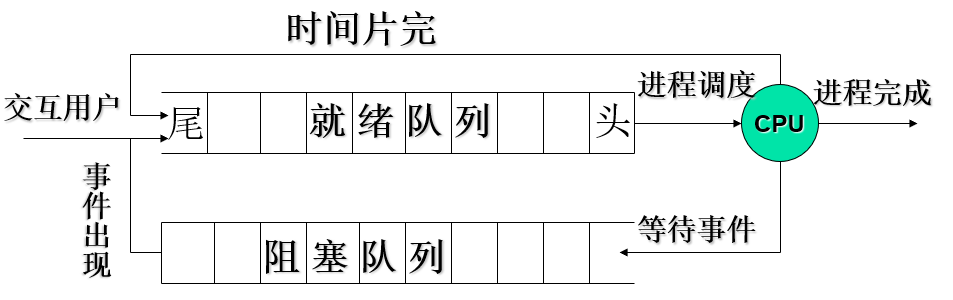 时间片完
交互用户
尾 就绪队列 头
进程调度
CPU
进程完成
事件出现
阻塞队列
等待事件